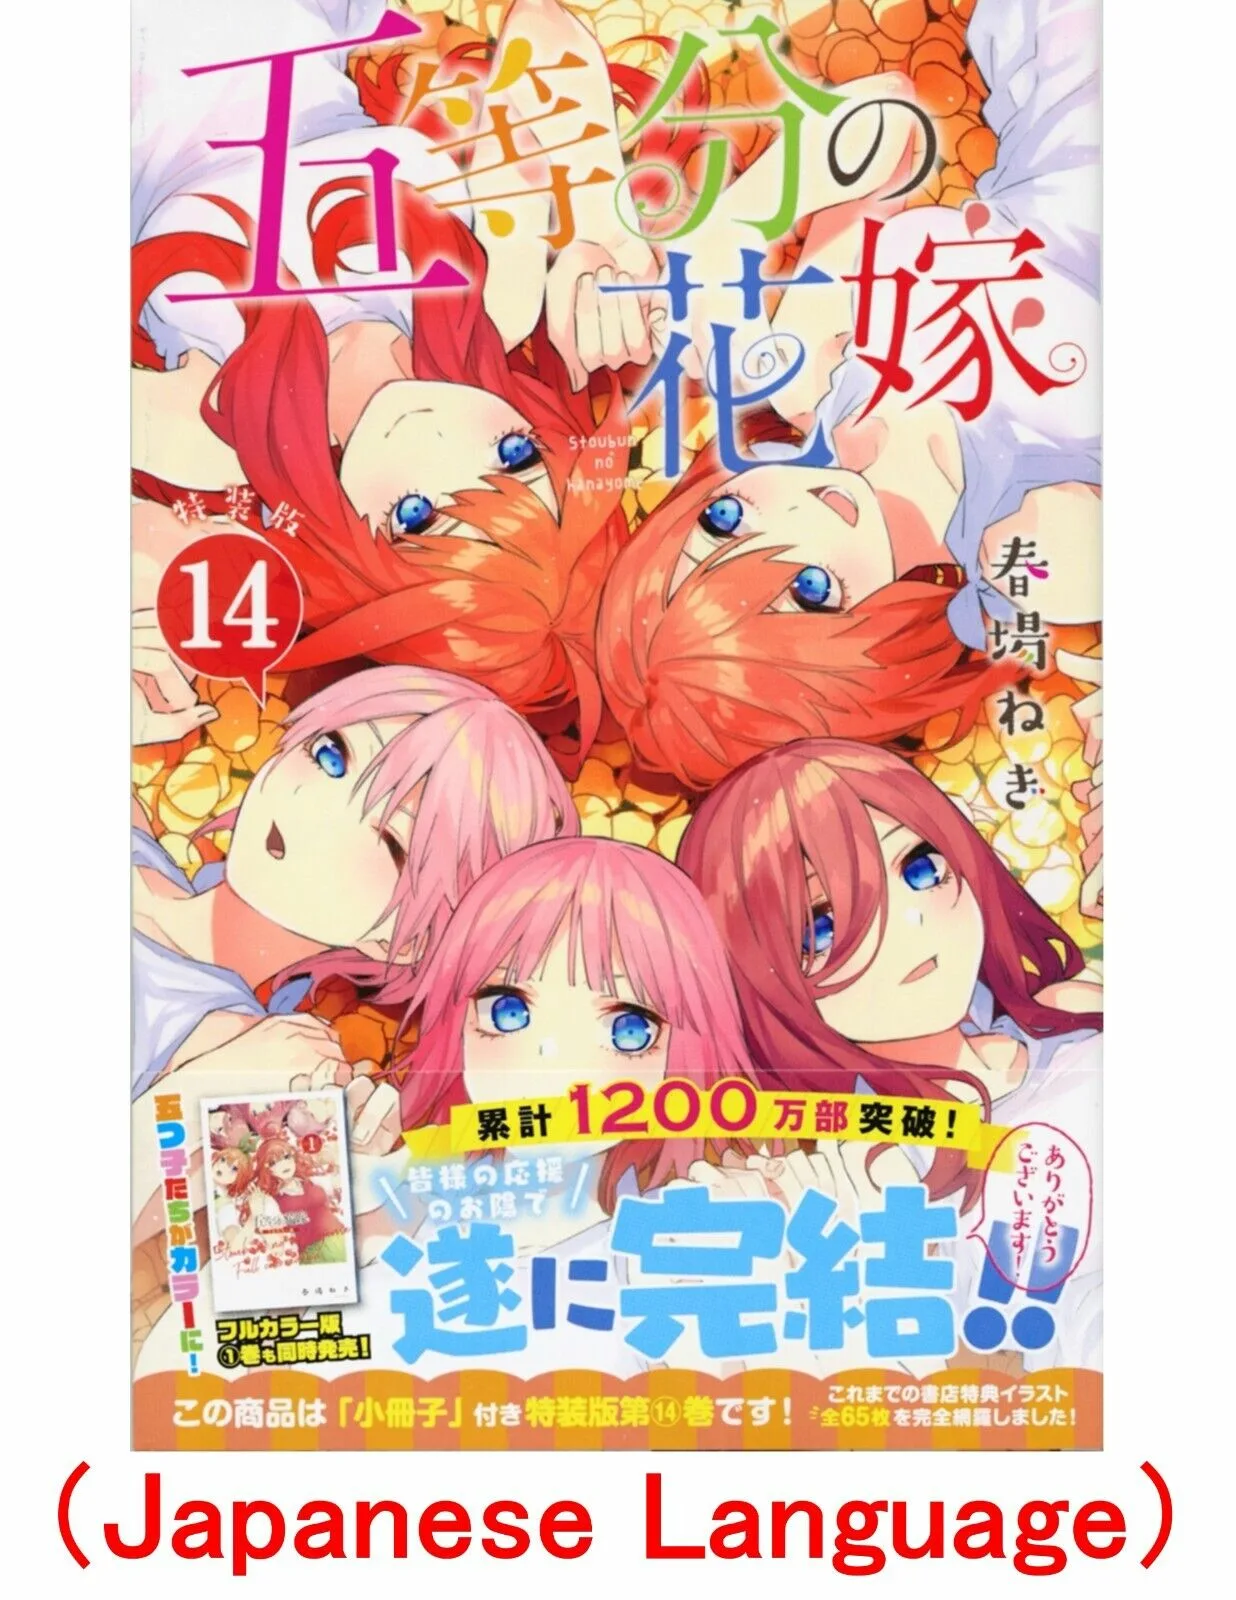 五等分の
花嫁
5toubun
no
hanayome
特装版
14
春場ねぎ
五つ子たちがカラーに!
1
フルカラー版
①巻も同時発売!
累計1200万部突破!
皆様の応援
のお陰で
遂に完結!!
ありがとう
ございます!
この商品は「小冊子」付き特装版第⑭巻です!
これまでの書店特典イラスト
全65枚を完全網羅しました!
(Japanese Language)